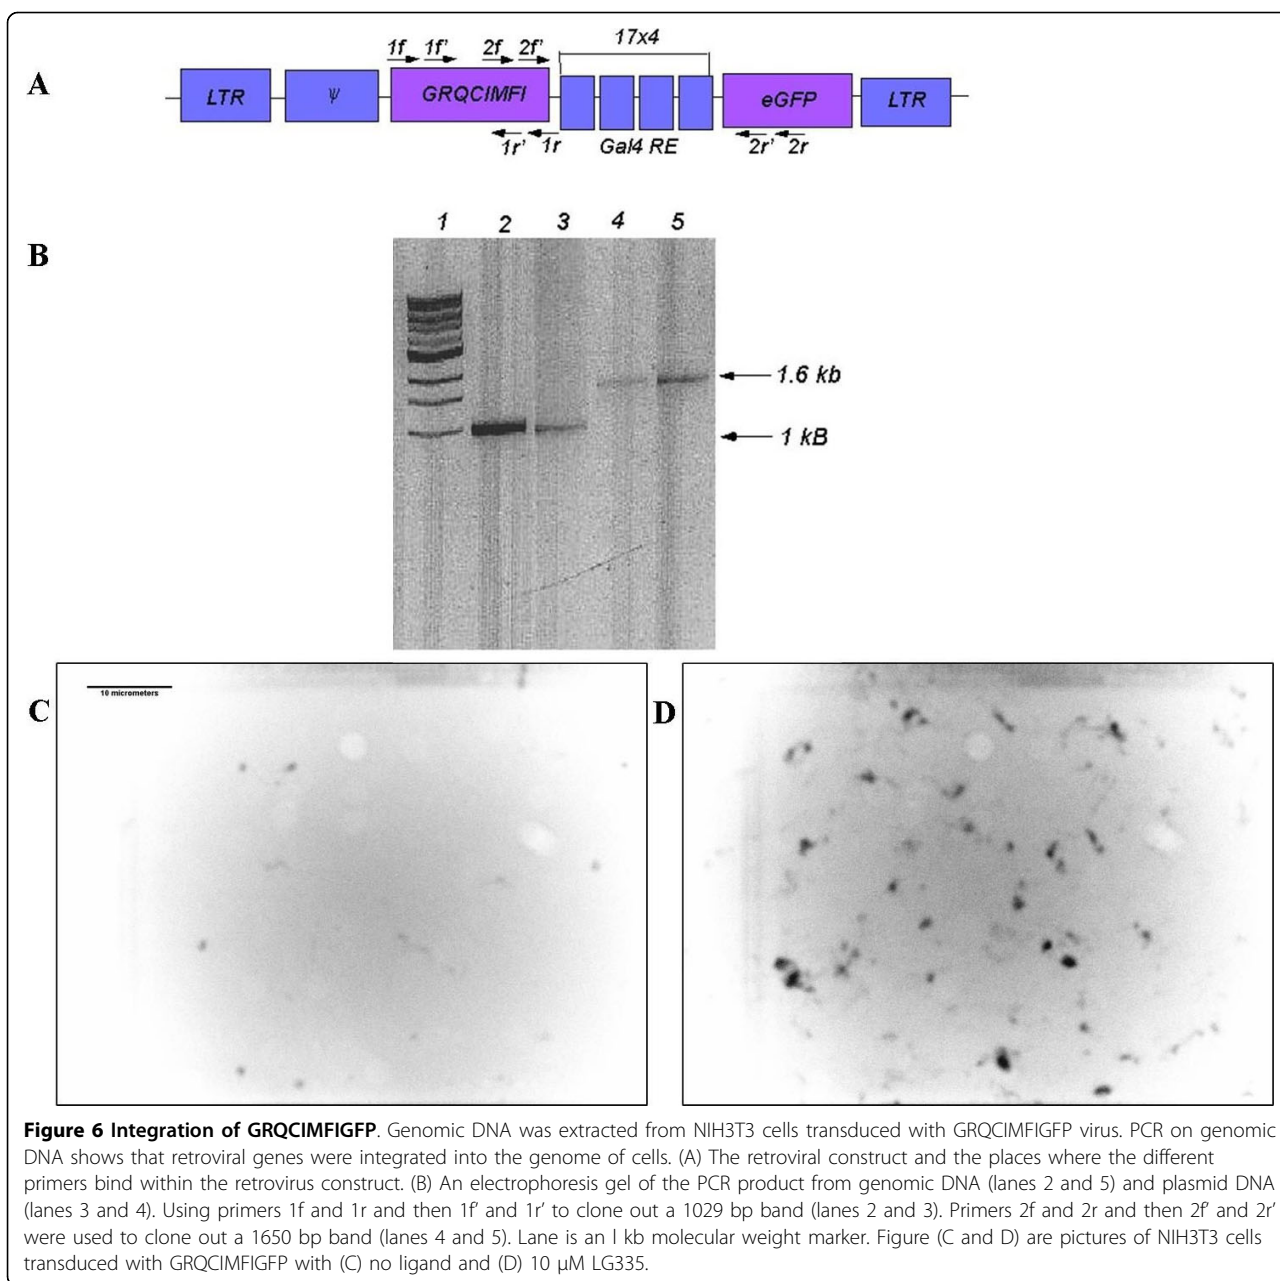 A
1f 1f' 2f 2f' 17x4
LTR ψ GRQCIMFI eGFP LTR
1r' 1r Gal4 RE 2r' 2r
B
1 2 3 4 5
1.6 kb
1 kB
C
10 micrometers
D
Figure 6 Integration of GRQCIMFIGFP. Genomic DNA was extracted from NIH3T3 cells transduced with GRQCIMFIGFP virus. PCR on genomic
DNA shows that retroviral genes were integrated into the genome of cells. (A) The retroviral construct and the places where the different
primers bind within the retrovirus construct. (B) An electrophoresis gel of the PCR product from genomic DNA (lanes 2 and 5) and plasmid DNA
(lanes 3 and 4). Using primers 1f and 1r and then 1f' and 1r' to clone out a 1029 bp band (lanes 2 and 3). Primers 2f and 2r and then 2f' and 2r'
were used to clone out a 1650 bp band (lanes 4 and 5). Lane is an l kb molecular weight marker. Figure (C and D) are pictures of NIH3T3 cells
transduced with GRQCIMFIGFP with (C) no ligand and (D) 10 μM LG335.